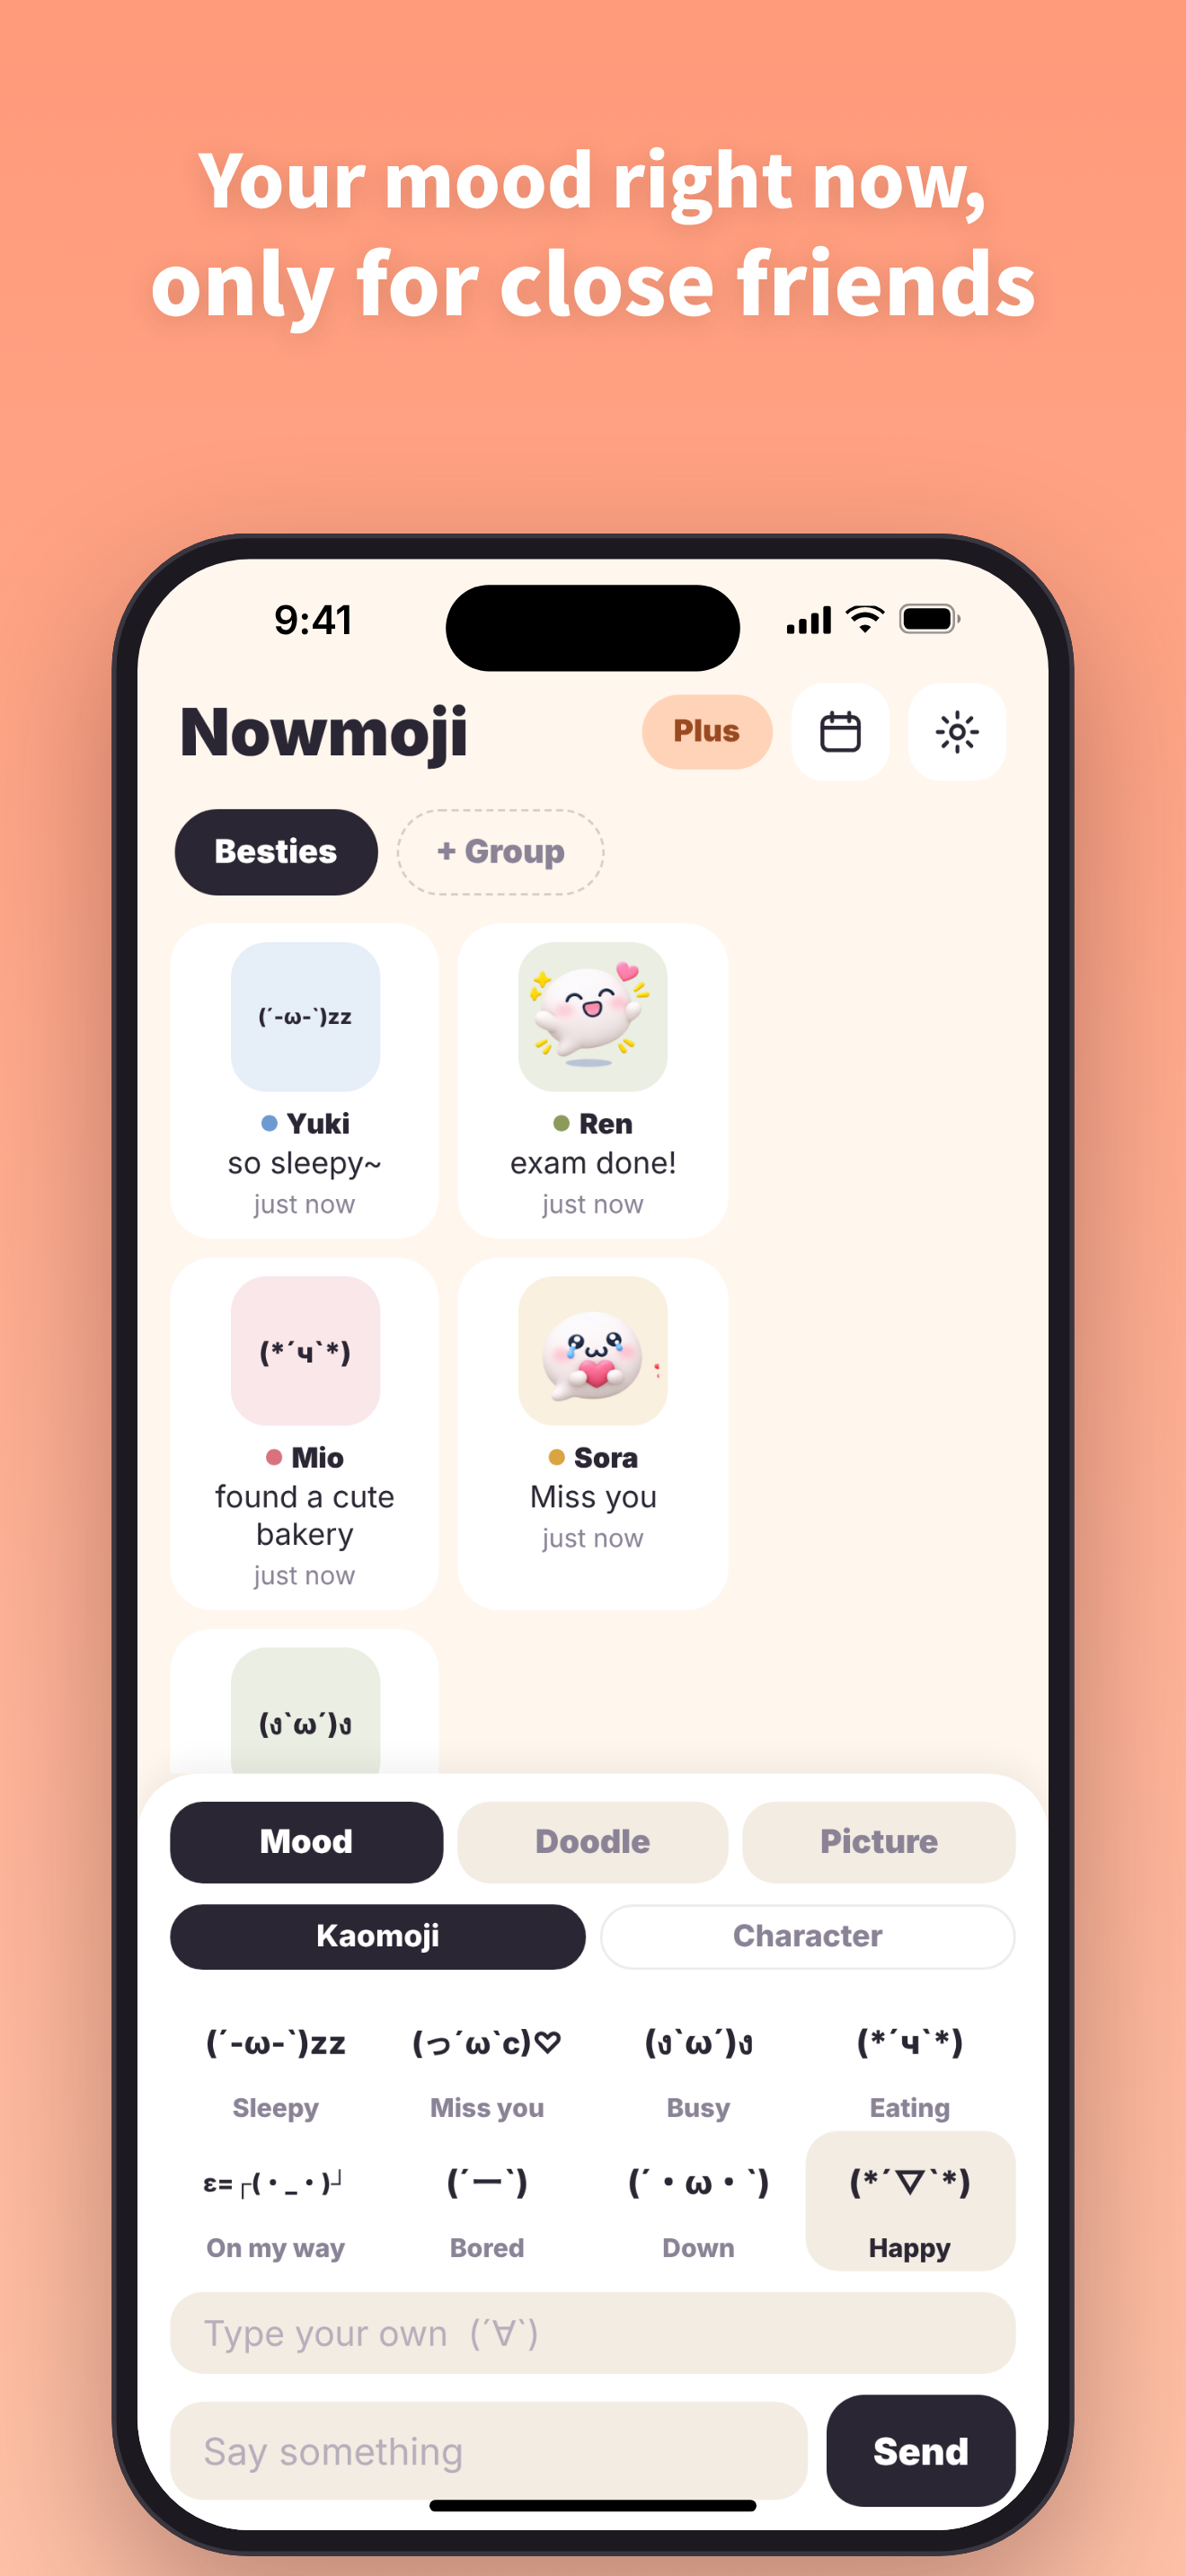 Your mood right now,
only for close friends
9:41
Nowmoji
Plus
Besties
+ Group
(´-ω-`)zz
Yuki
so sleepy~
just now
Ren
exam done!
just now
(*´ч`*)
Mio
found a cute
bakery
just now
Sora
Miss you
just now
(ง`ω´)ง
Mood
Doodle
Picture
Kaomoji
Character
(´-ω-`)zz
(っ´ω`c)♡
(ง`ω´)ง
(*´ч`*)
Sleepy
Miss you
Busy
Eating
ε=┌(・_・)┘
(´ー`)
(´・ω・`)
(*´▽`*)
On my way
Bored
Down
Happy
Type your own (´∀`)
Say something
Send